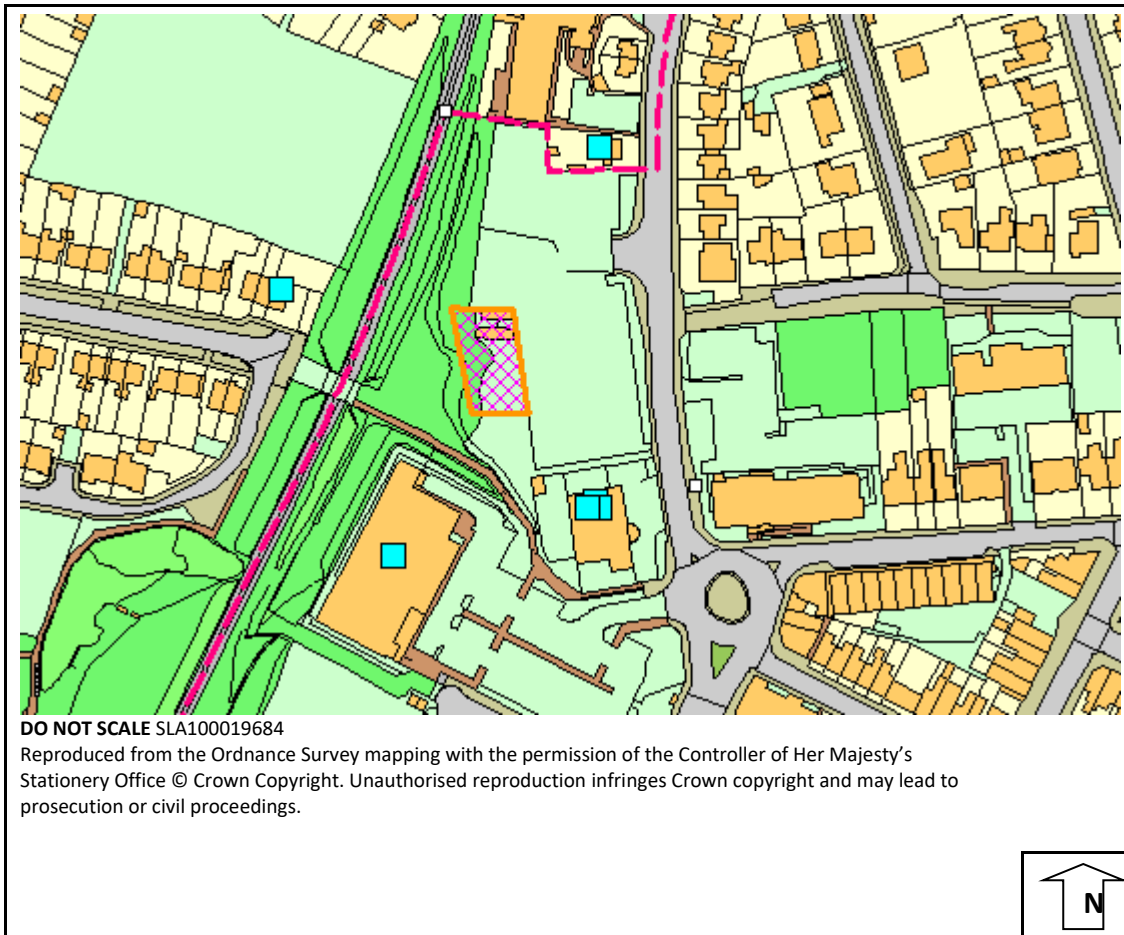 DO NOT SCALE SLA100019684
Reproduced from the Ordnance Survey mapping with the permission of the Controller of Her Majesty’s
Stationery Office © Crown Copyright. Unauthorised reproduction infringes Crown copyright and may lead to
prosecution or civil proceedings.
N